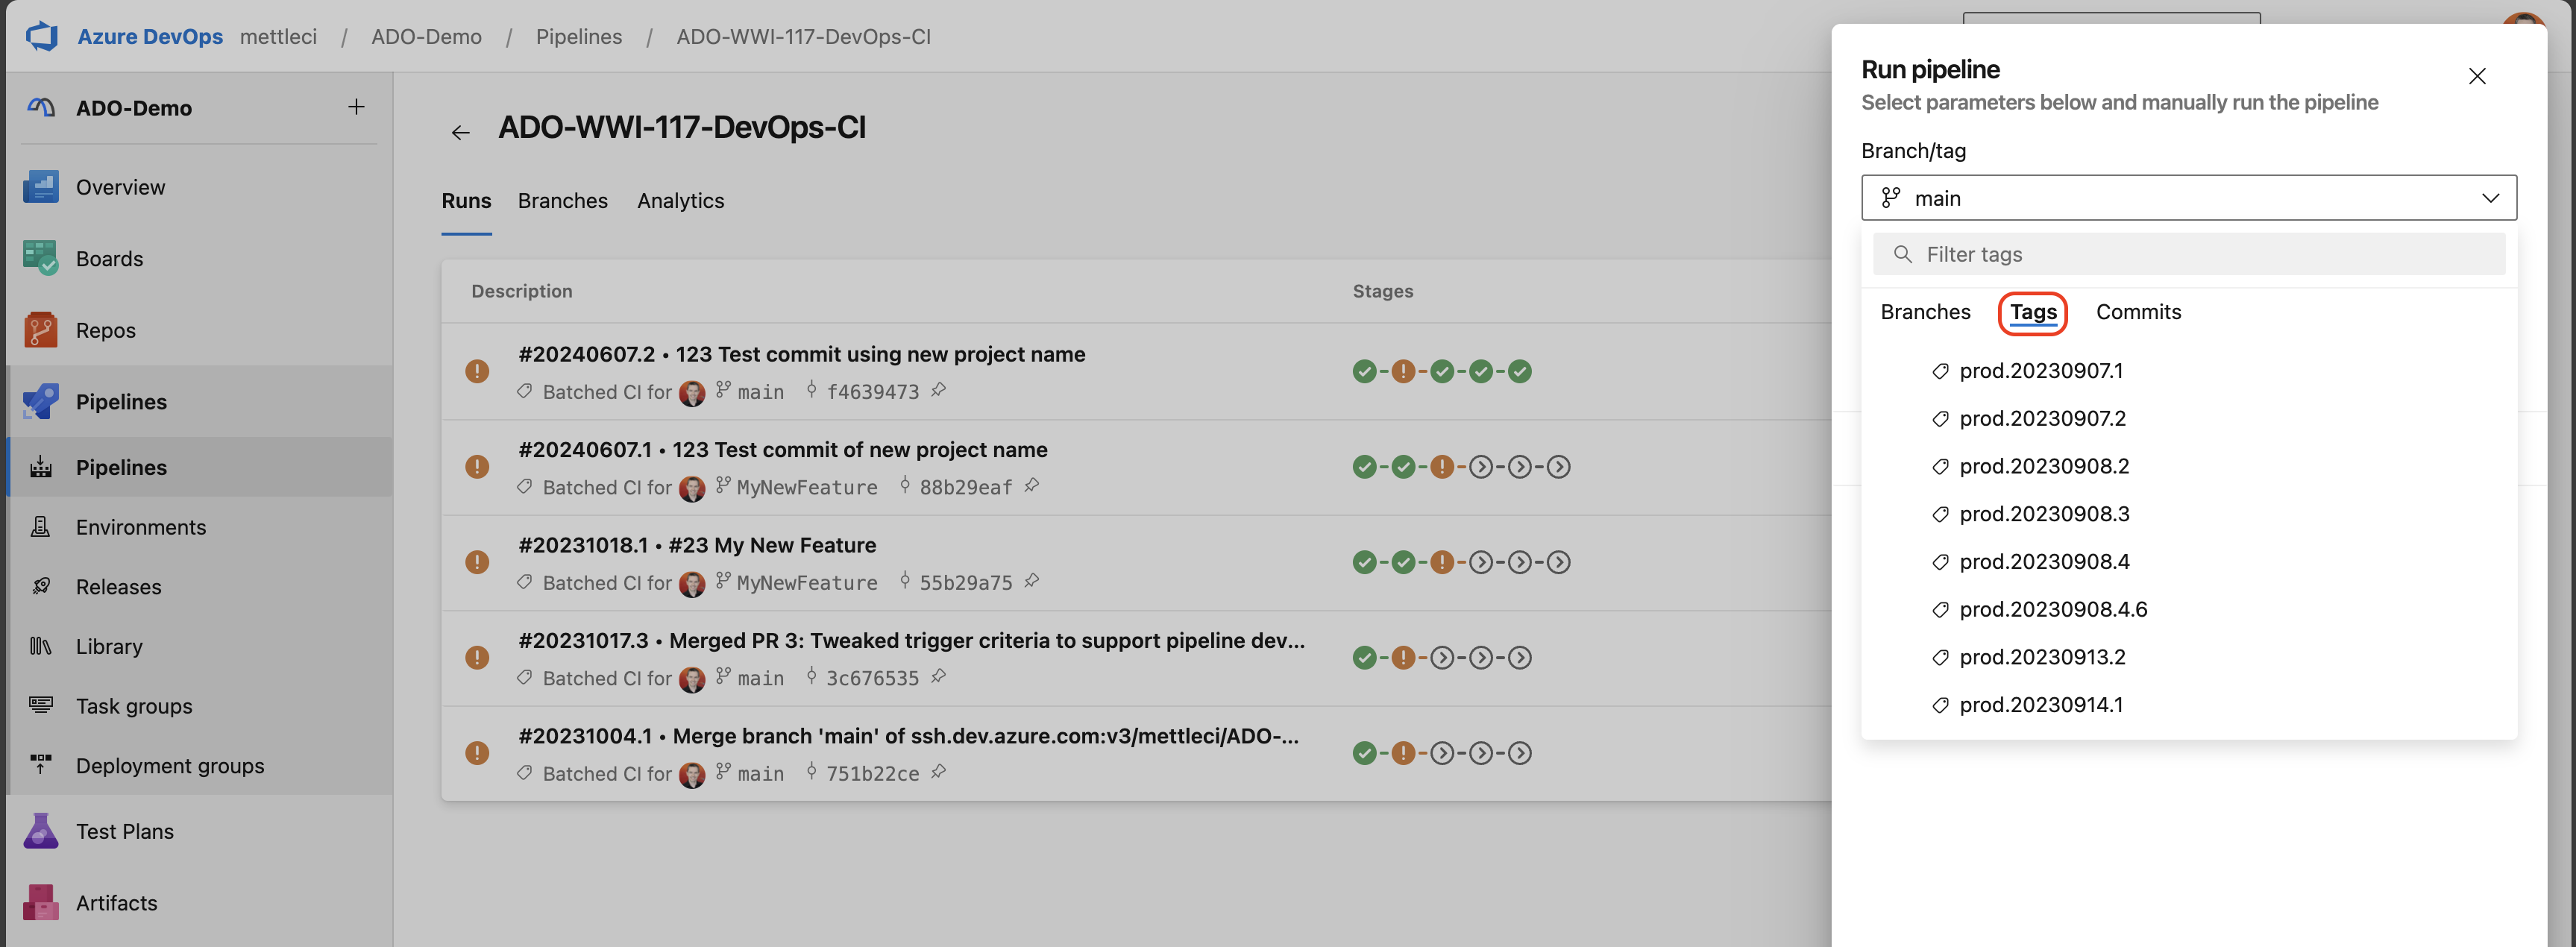 Azure DevOps mettleci / ADO-Demo / Pipelines / ADO-WWI-117-DevOps-CI
ADO-Demo
Overview
Boards
Repos
Pipelines
Pipelines
Environments
Releases
Library
Task groups
Deployment groups
Test Plans
Artifacts
ADO-WWI-117-DevOps-CI
Runs Branches Analytics
Description Stages
#20240607.2 • 123 Test commit using new project name
Batched CI for main f4639473
#20240607.1 • 123 Test commit of new project name
Batched CI for MyNewFeature 88b29eaf
#20231018.1 • #23 My New Feature
Batched CI for MyNewFeature 55b29a75
#20231017.3 • Merged PR 3: Tweaked trigger criteria to support pipeline dev...
Batched CI for main 3c676535
#20231004.1 • Merge branch 'main' of ssh.dev.azure.com:v3/mettleci/ADO-...
Batched CI for main 751b22ce
Run pipeline
Select parameters below and manually run the pipeline
Branch/tag
main
Filter tags
Branches Tags Commits
prod.20230907.1
prod.20230907.2
prod.20230908.2
prod.20230908.3
prod.20230908.4
prod.20230908.4.6
prod.20230913.2
prod.20230914.1